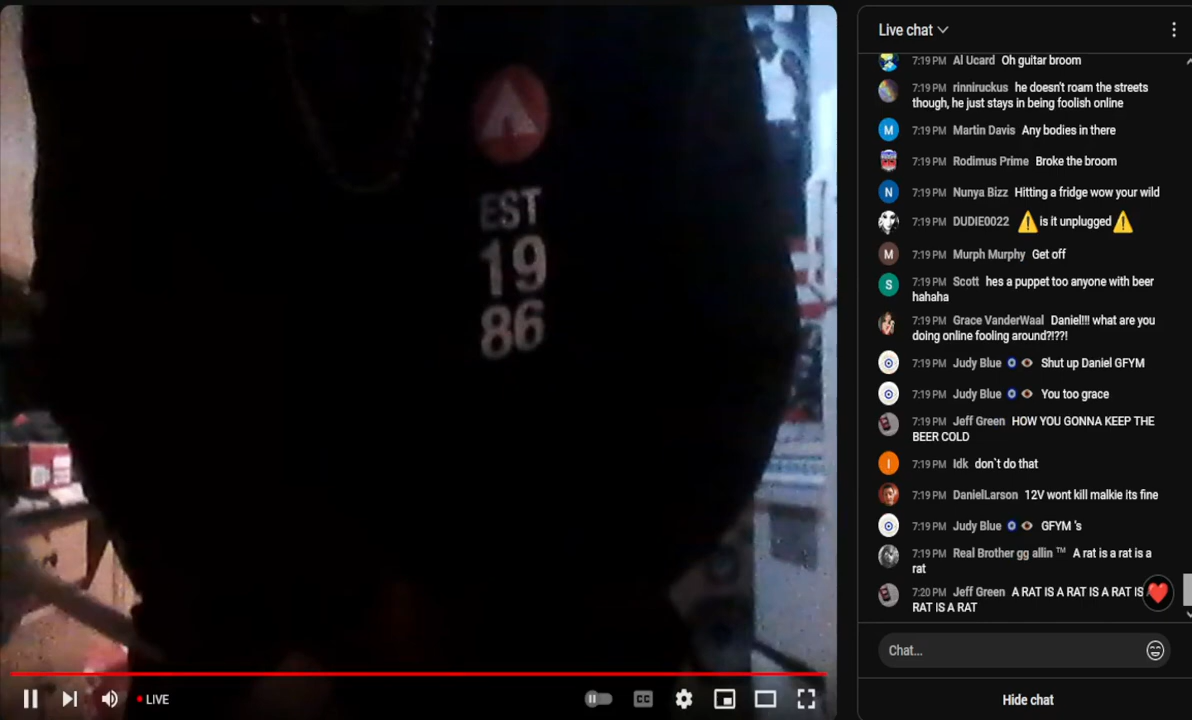 EST
19
86
LIVE
CC
Live chat
7:19 PM Al Ucard Oh guitar broom
7:19 PM rinniruckus he doesn't roam the streets
though, he just stays in being foolish online
M 7:19 PM Martin Davis Any bodies in there
7:19 PM Rodimus Prime Broke the broom
N 7:19 PM Nunya Bizz Hitting a fridge wow your wild
7:19 PM DUDIE0022 ⚠️is it unplugged⚠️
M 7:19 PM Murph Murphy Get off
S 7:19 PM Scott hes a puppet too anyone with beer
hahaha
7:19 PM Grace VanderWaal Daniel!!! what are you
doing online fooling around?!??!
7:19 PM Judy Blue 🧿 👁 Shut up Daniel GFYM
7:19 PM Judy Blue 🧿 👁 You too grace
7:19 PM Jeff Green HOW YOU GONNA KEEP THE
BEER COLD
I 7:19 PM Idk don`t do that
7:19 PM DanielLarson 12V wont kill malkie its fine
7:19 PM Judy Blue 🧿 👁 GFYM 's
7:19 PM Real Brother gg allin ™ A rat is a rat is a
rat
7:20 PM Jeff Green A RAT IS A RAT IS A RAT IS
RAT IS A RAT
Chat...
Hide chat